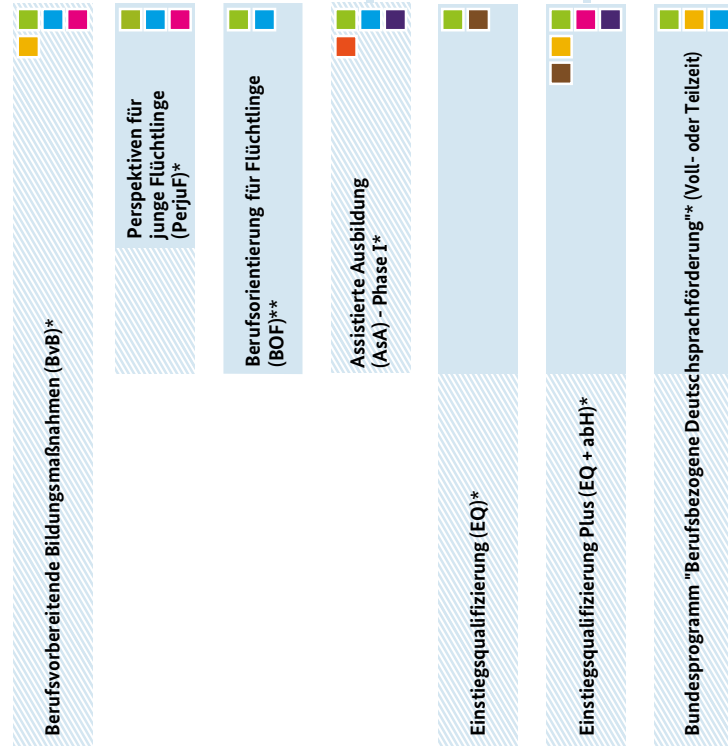 Berufsvorbereitende Bildungsmaßnahmen (BvB)*
Perspektiven für
junge Flüchtlinge
(PerjuF)*
Berufsorientierung für Flüchtlinge
(BOF)**
Assistierte Ausbildung
(AsA) - Phase I*
Einstiegsqualifizierung (EQ)*
Einstiegsqualifizierung Plus (EQ + abH)*
Bundesprogramm "Berufsbezogene Deutschsprachförderung"* (Voll- oder Teilzeit)